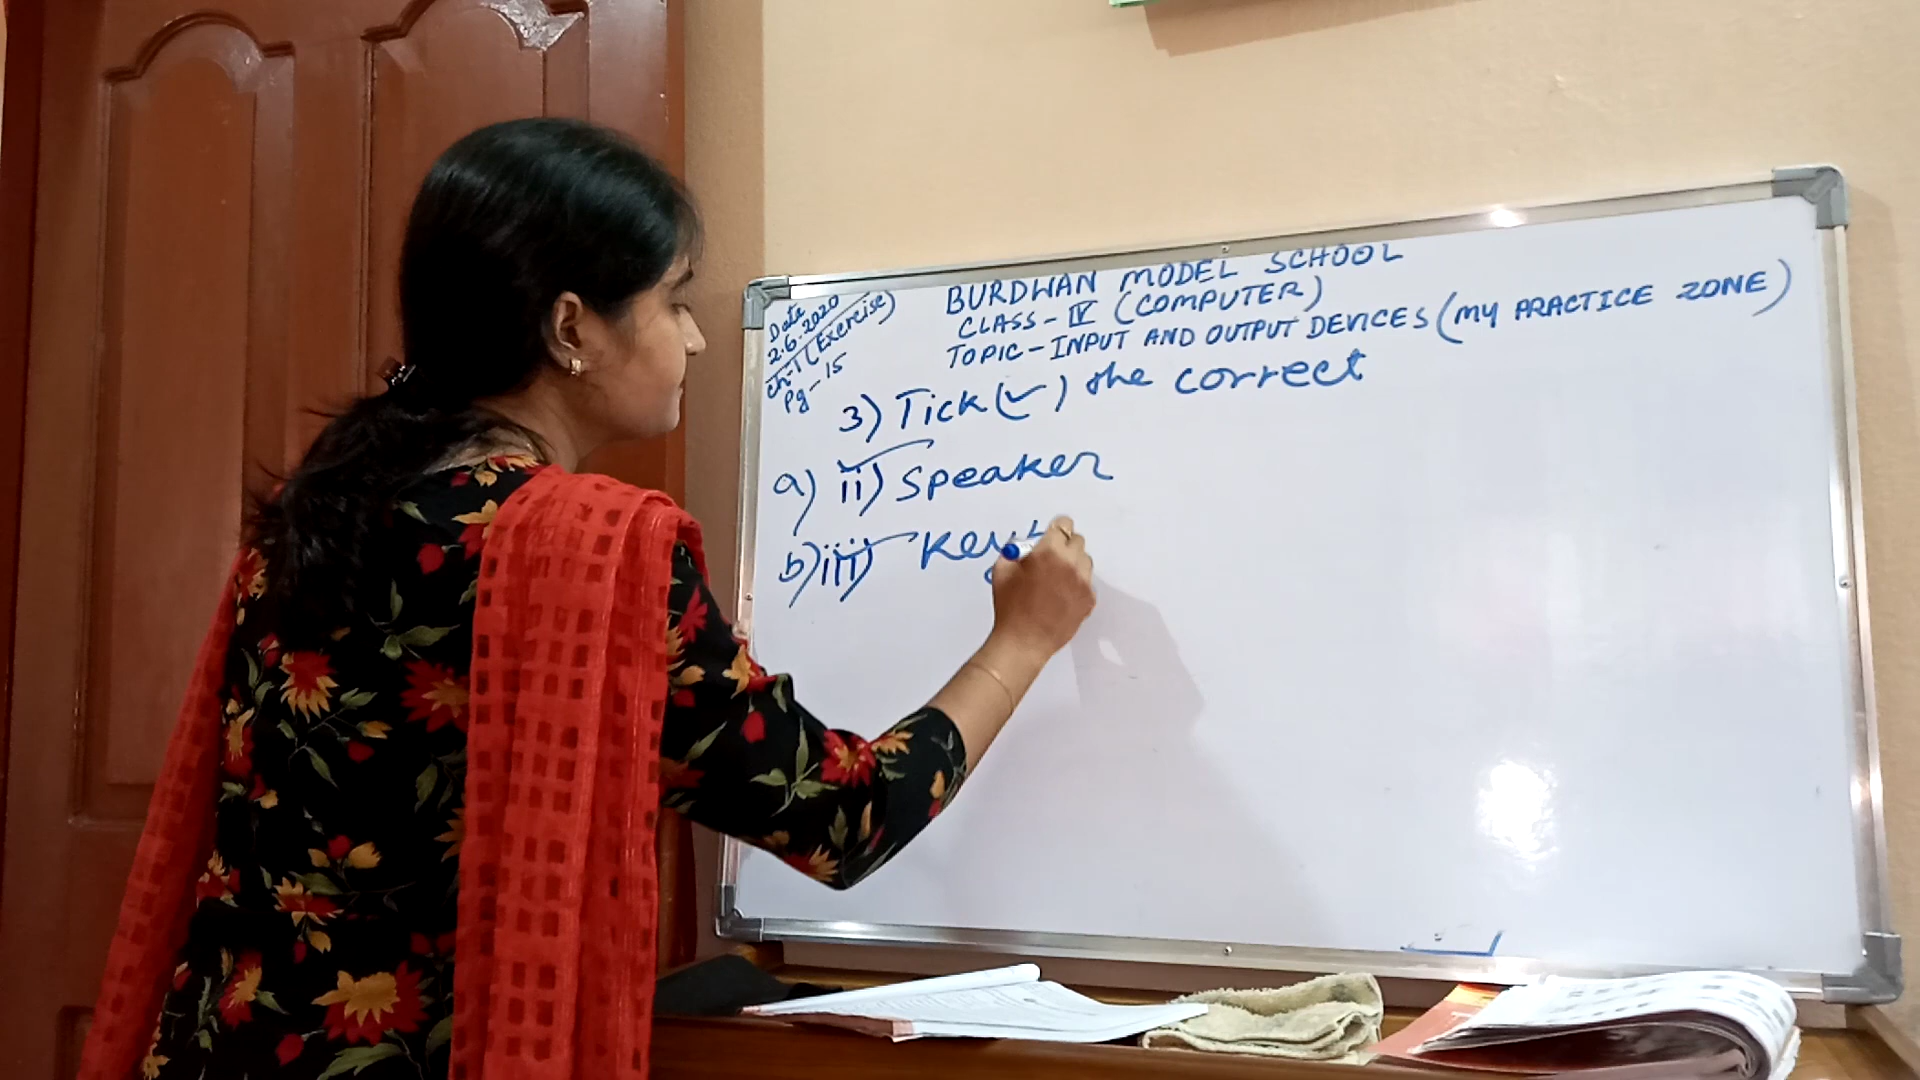 Date
2.6.2020
Ch-1 (Exercise)
Pg-15
BURDWAN MODEL SCHOOL
CLASS-IV (COMPUTER)
TOPIC-INPUT AND OUTPUT DEVICES (MY PRACTICE ZONE)
3) Tick (✓) the correct
a) ii) Speaker
b) iii)